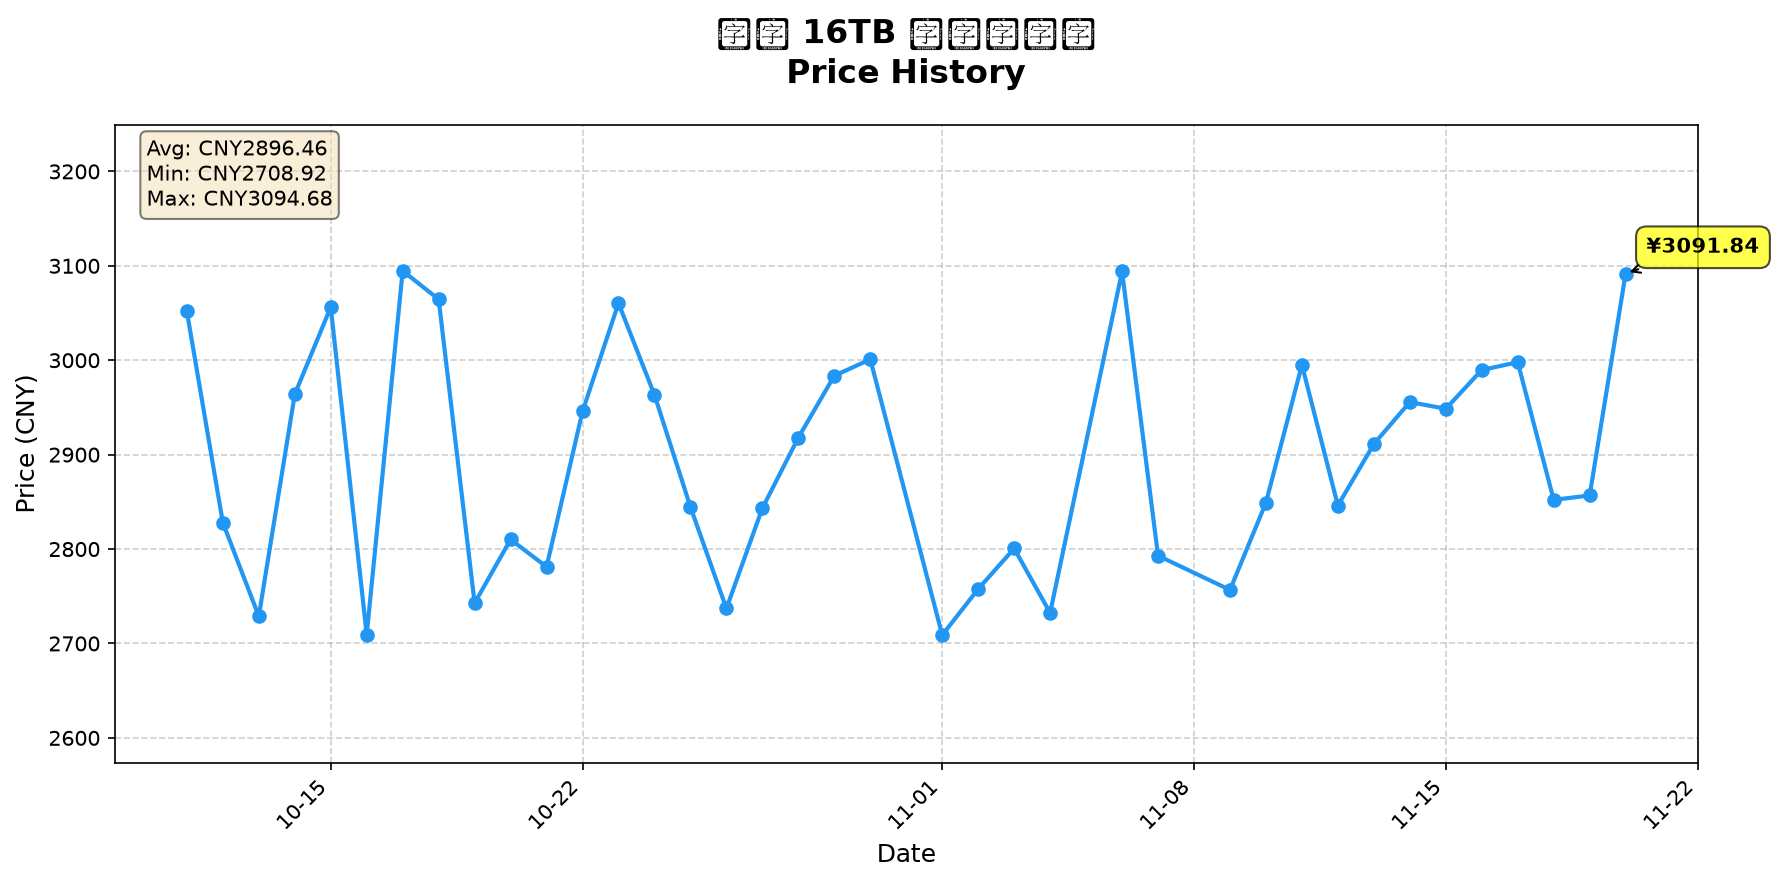 16TB
Price History
Avg: CNY2896.46
Min: CNY2708.92
Max: CNY3094.68
¥3091.84
3200
3100
3000
2900
2800
2700
2600
Price (CNY)
10-15
10-22
11-01
11-08
11-15
11-22
Date